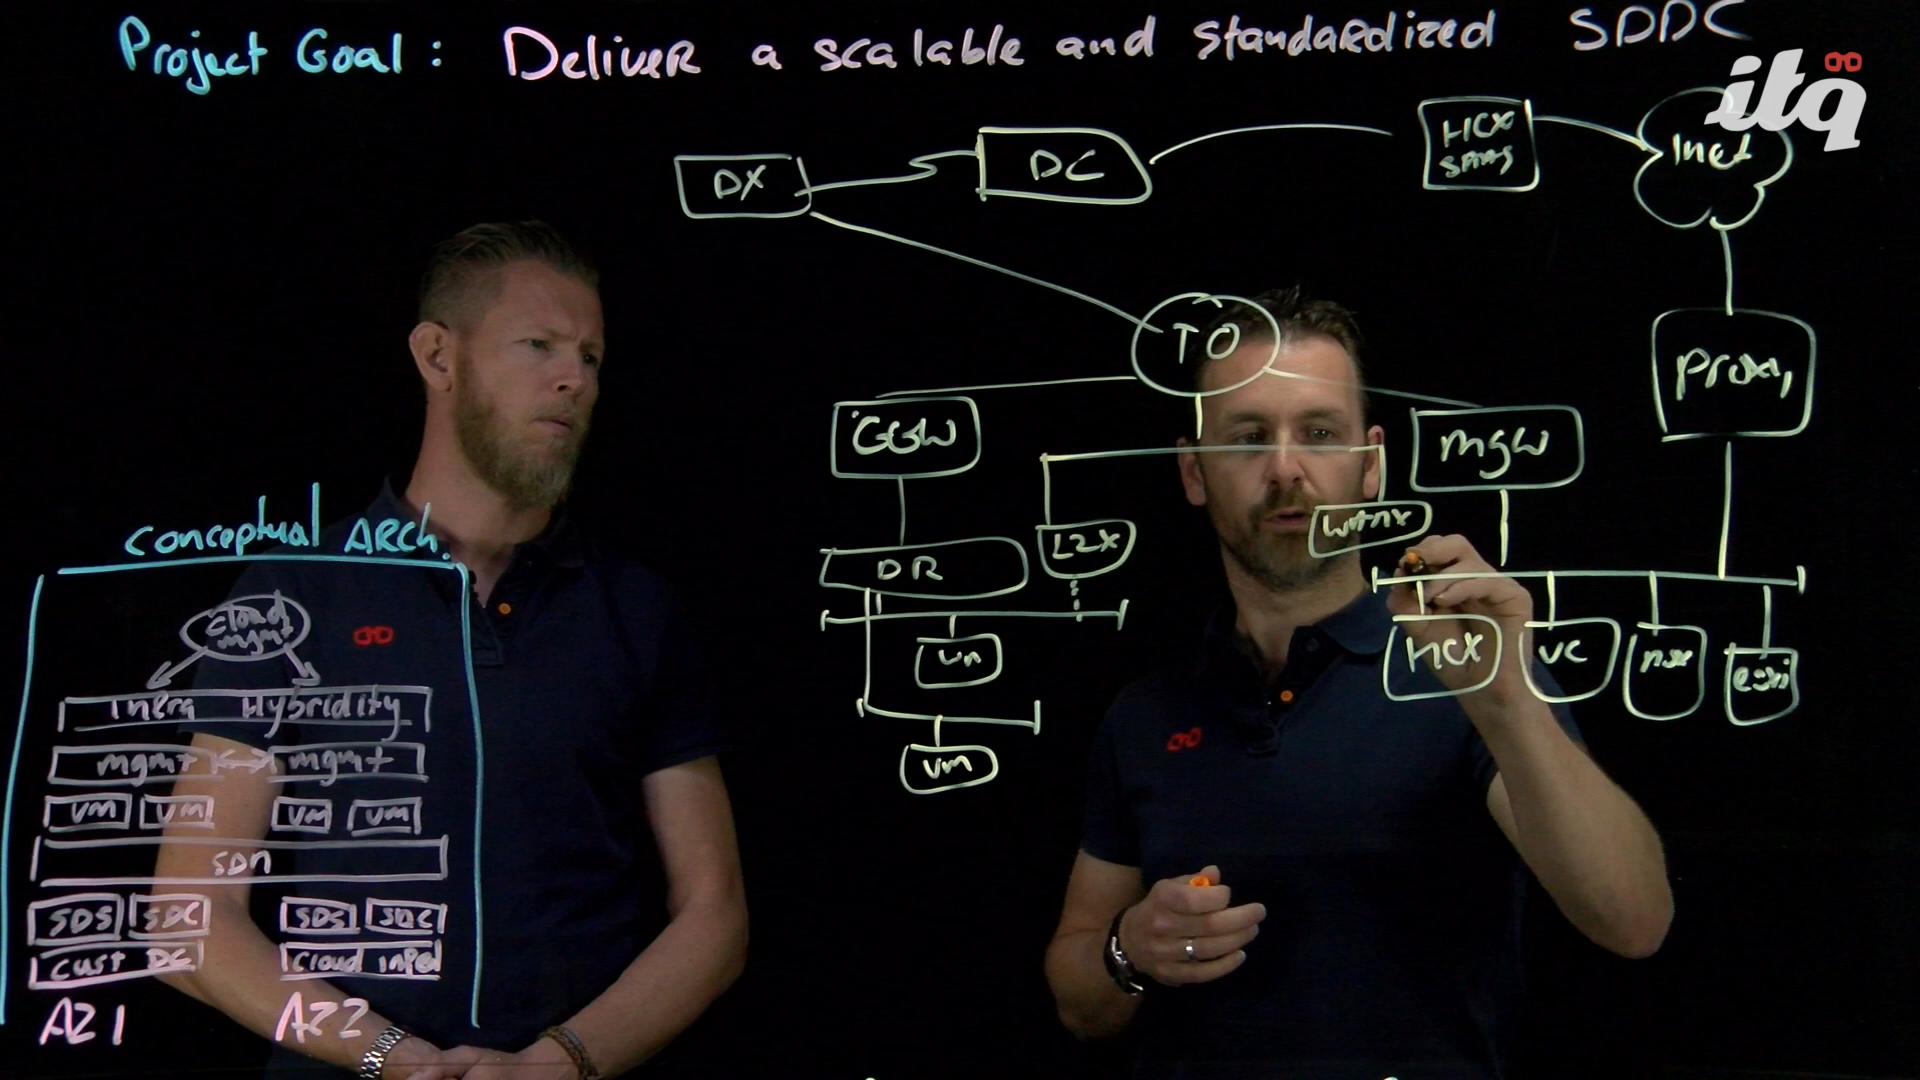 Project Goal: Deliver a scalable and standardized SDDC
itq
DX
DC
HCX
Inet
T0
CGW
MGW
Proxy
L2X
DR
HCX
VC
nsx
esxi
vm
vm
Conceptual Arch.
Cloud
mgmt
Infra Hybridity
mgmt mgmt
vm vm vm vm
SDN
SDS SDC SDS SDC
Cust DC Cloud infra
AZ1 AZ2